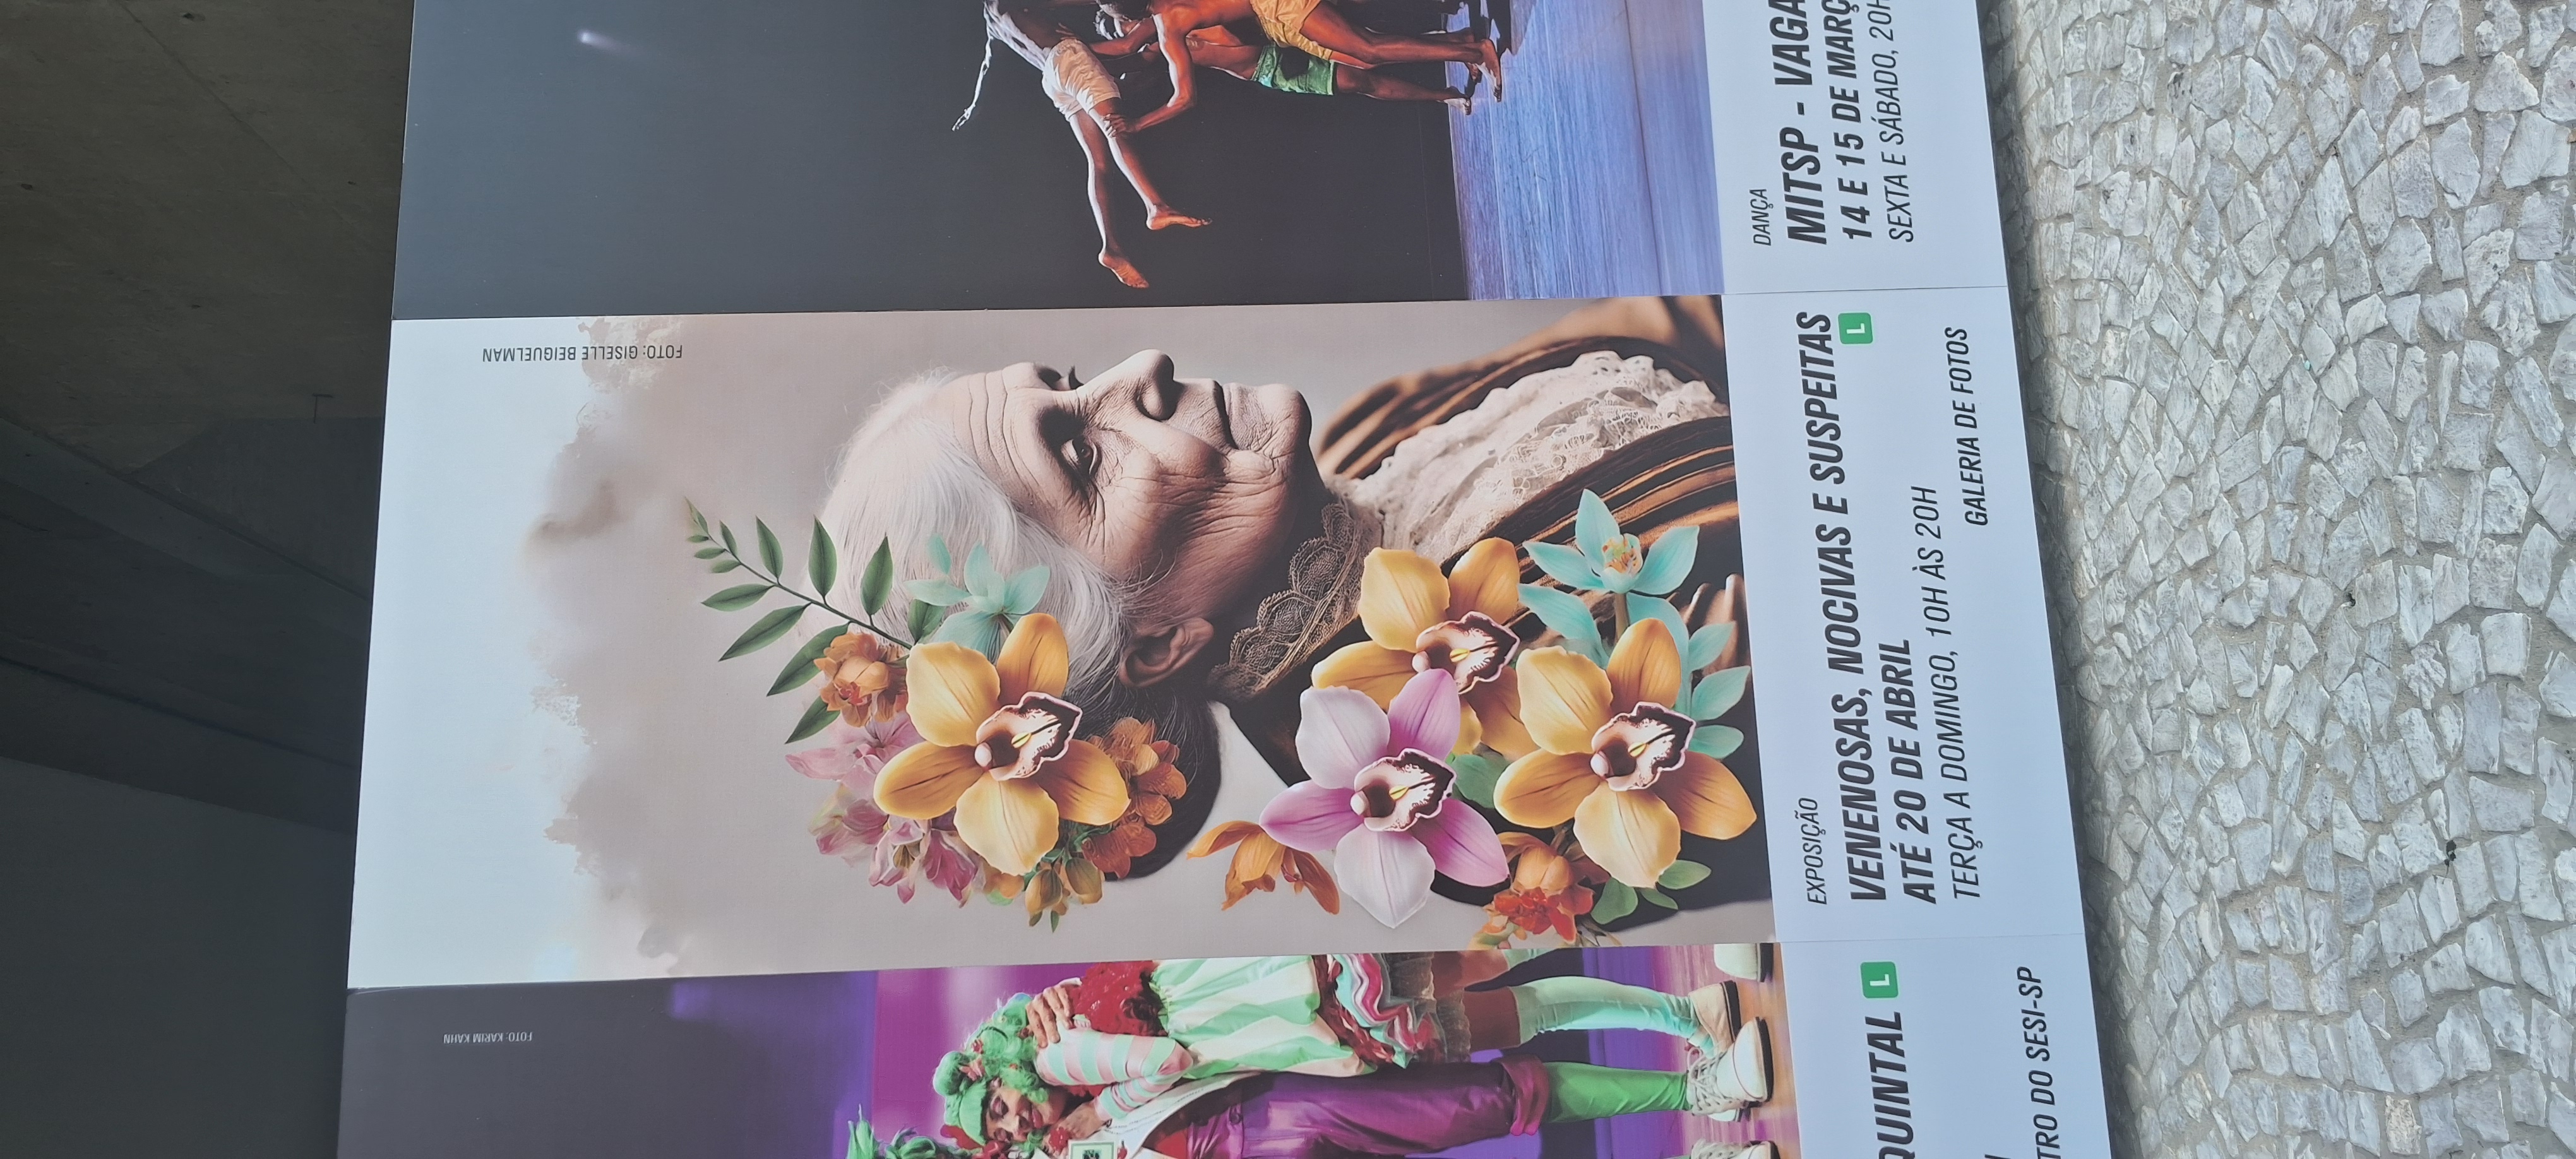 FOTO: KARIM KAHN
QUINTAL L
TRO DO SESI-SP
FOTO: GISELLE BEIGUELMAN
EXPOSIÇÃO
VENENOSAS, NOCIVAS E SUSPEITAS
L
ATÉ 20 DE ABRIL
TERÇA A DOMINGO, 10H ÀS 20H
GALERIA DE FOTOS
DANÇA
MITSP - VAGA
14 E 15 DE MARÇ
SEXTA E SÁBADO, 20H